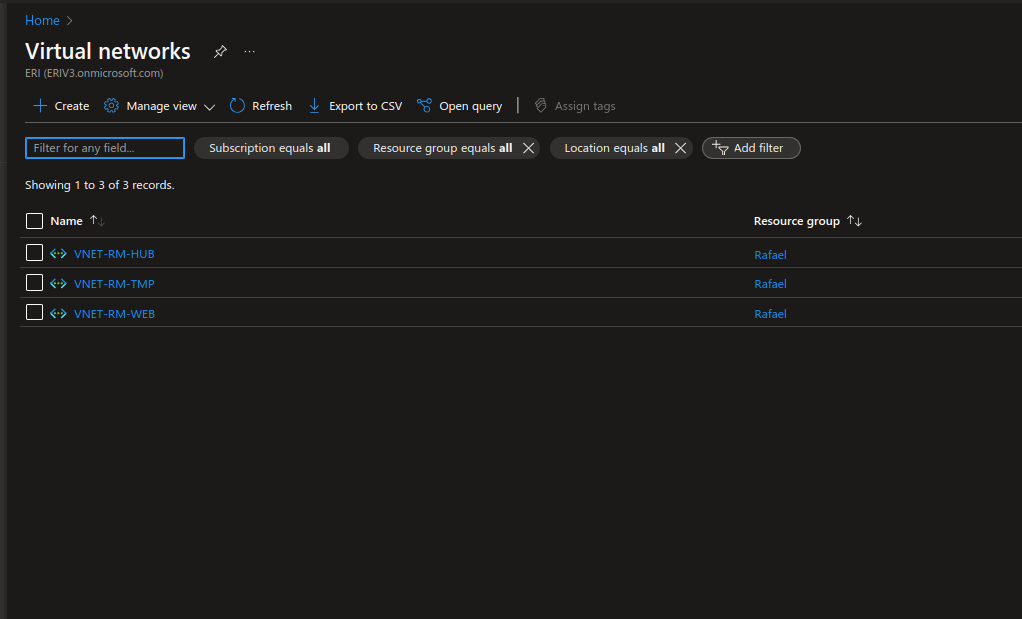 Home >
Virtual networks ...
ERI (ERIV3.onmicrosoft.com)
+ Create Manage view Refresh Export to CSV Open query | Assign tags
Filter for any field... Subscription equals all Resource group equals all Location equals all Add filter
Showing 1 to 3 of 3 records.
Name ↑↓ Resource group ↑↓
VNET-RM-HUB Rafael
VNET-RM-TMP Rafael
VNET-RM-WEB Rafael